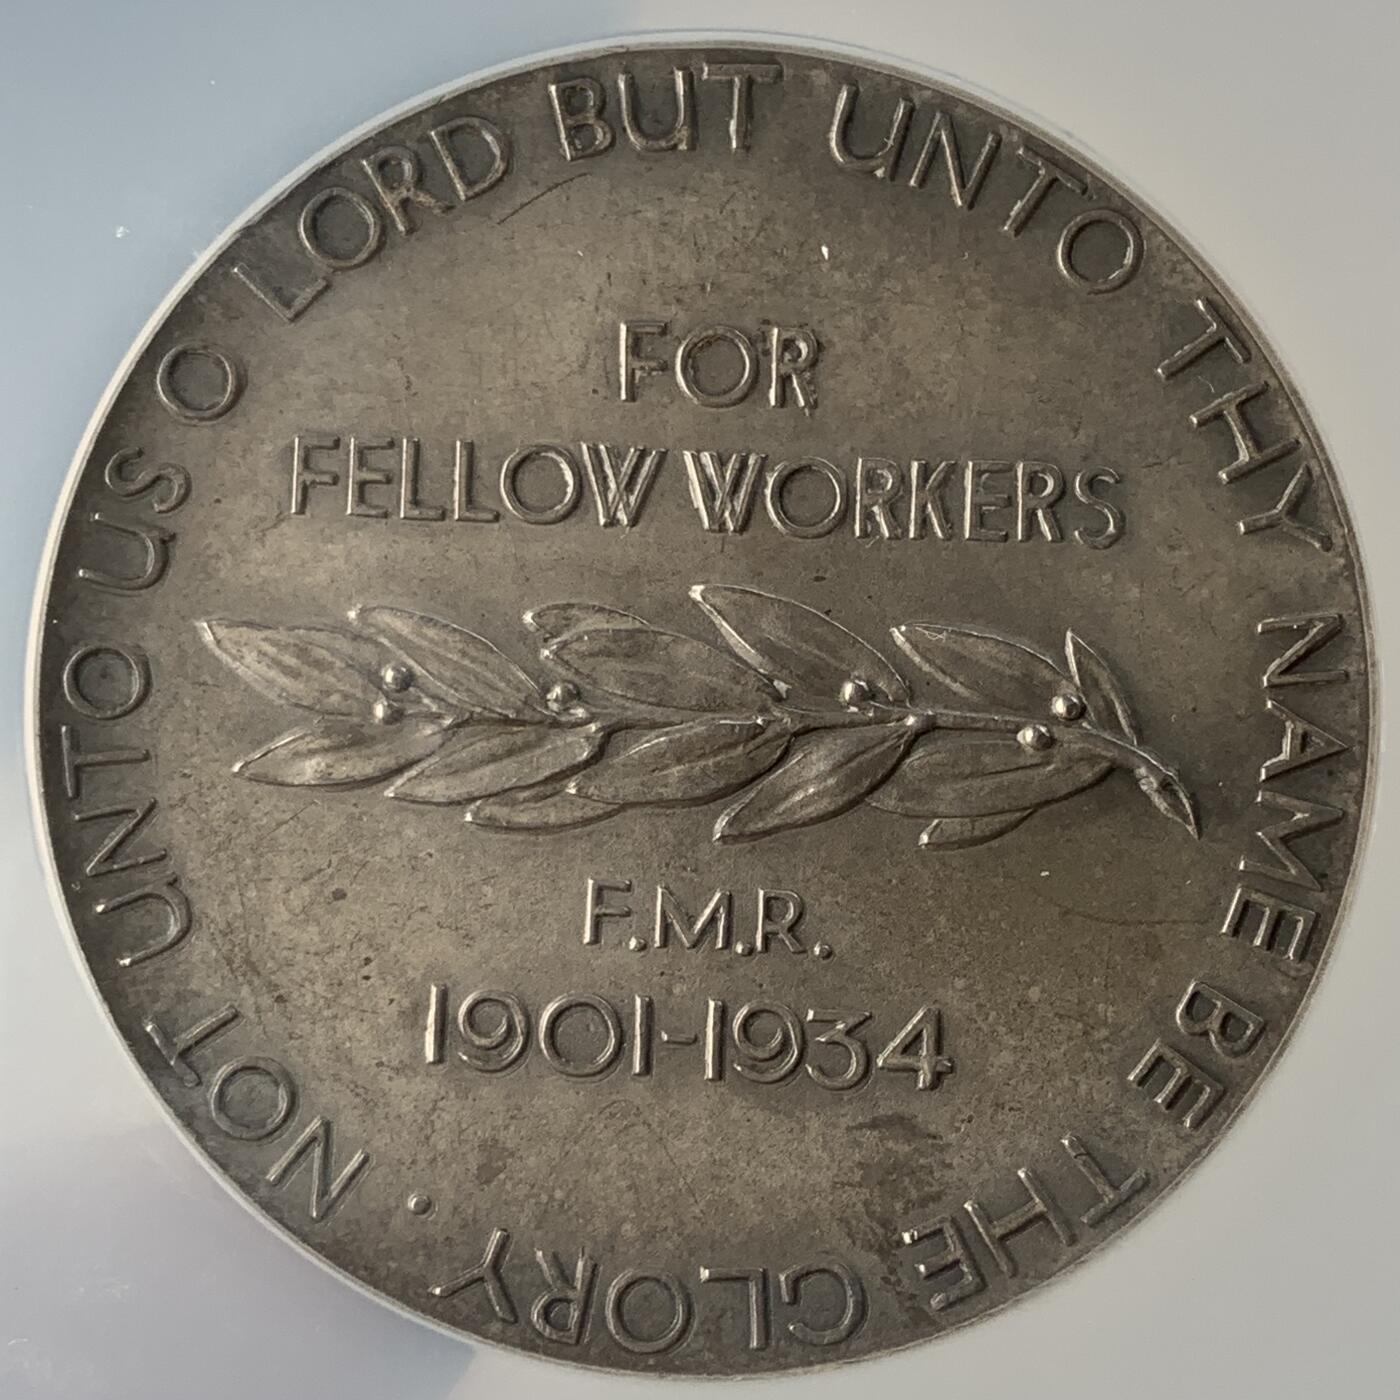 NOT UNTO US O LORD BUT UNTO THY NAME BE THE GLORY ·
FOR
FELLOW WORKERS
F.M.R.
1901-1934